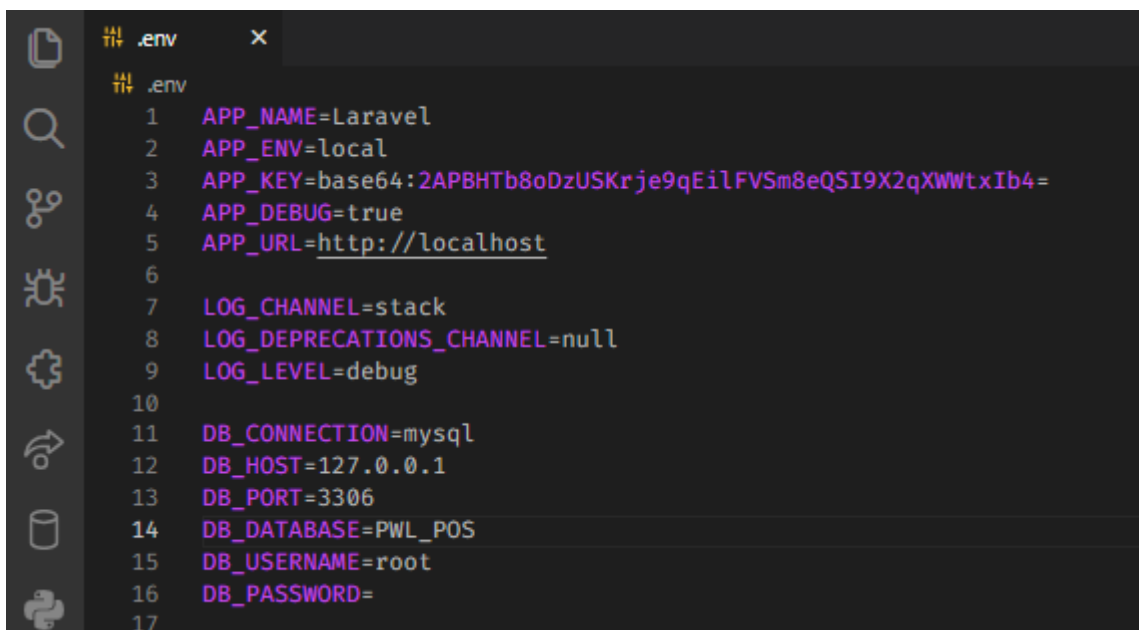 .env
.env
1 APP_NAME=Laravel
2 APP_ENV=local
3 APP_KEY=base64:2APBHTb8oDzUSKrje9qEilFVSm8eQSI9X2qXWWtxIb4=
4 APP_DEBUG=true
5 APP_URL=http://localhost
6
7 LOG_CHANNEL=stack
8 LOG_DEPRECATIONS_CHANNEL=null
9 LOG_LEVEL=debug
10
11 DB_CONNECTION=mysql
12 DB_HOST=127.0.0.1
13 DB_PORT=3306
14 DB_DATABASE=PWL_POS
15 DB_USERNAME=root
16 DB_PASSWORD=
17